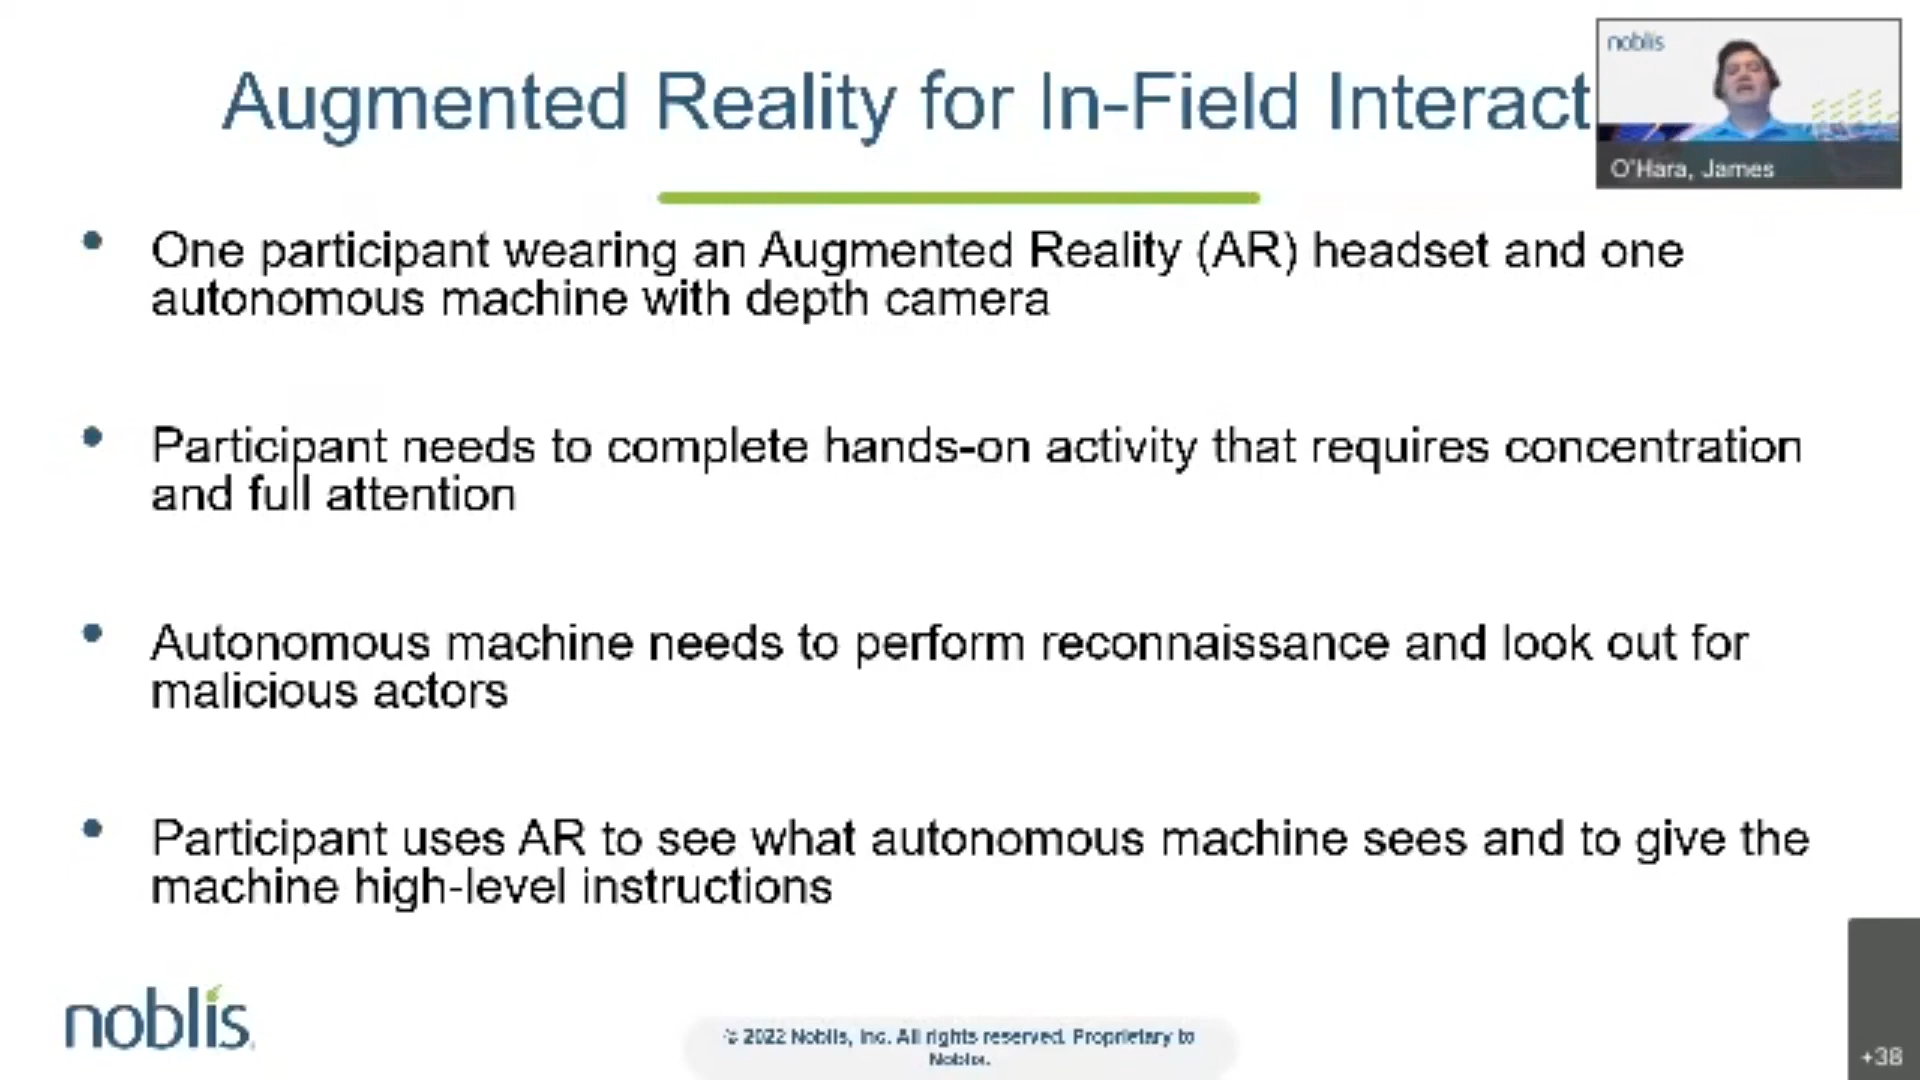 Augmented Reality for In-Field Interact
noblis
O'Hara, James
One participant wearing an Augmented Reality (AR) headset and one
autonomous machine with depth camera
Participant needs to complete hands-on activity that requires concentration
and full attention
Autonomous machine needs to perform reconnaissance and look out for
malicious actors
Participant uses AR to see what autonomous machine sees and to give the
machine high-level instructions
noblis
© 2022 Noblis, Inc. All rights reserved. Proprietary to
Noblis.
+38